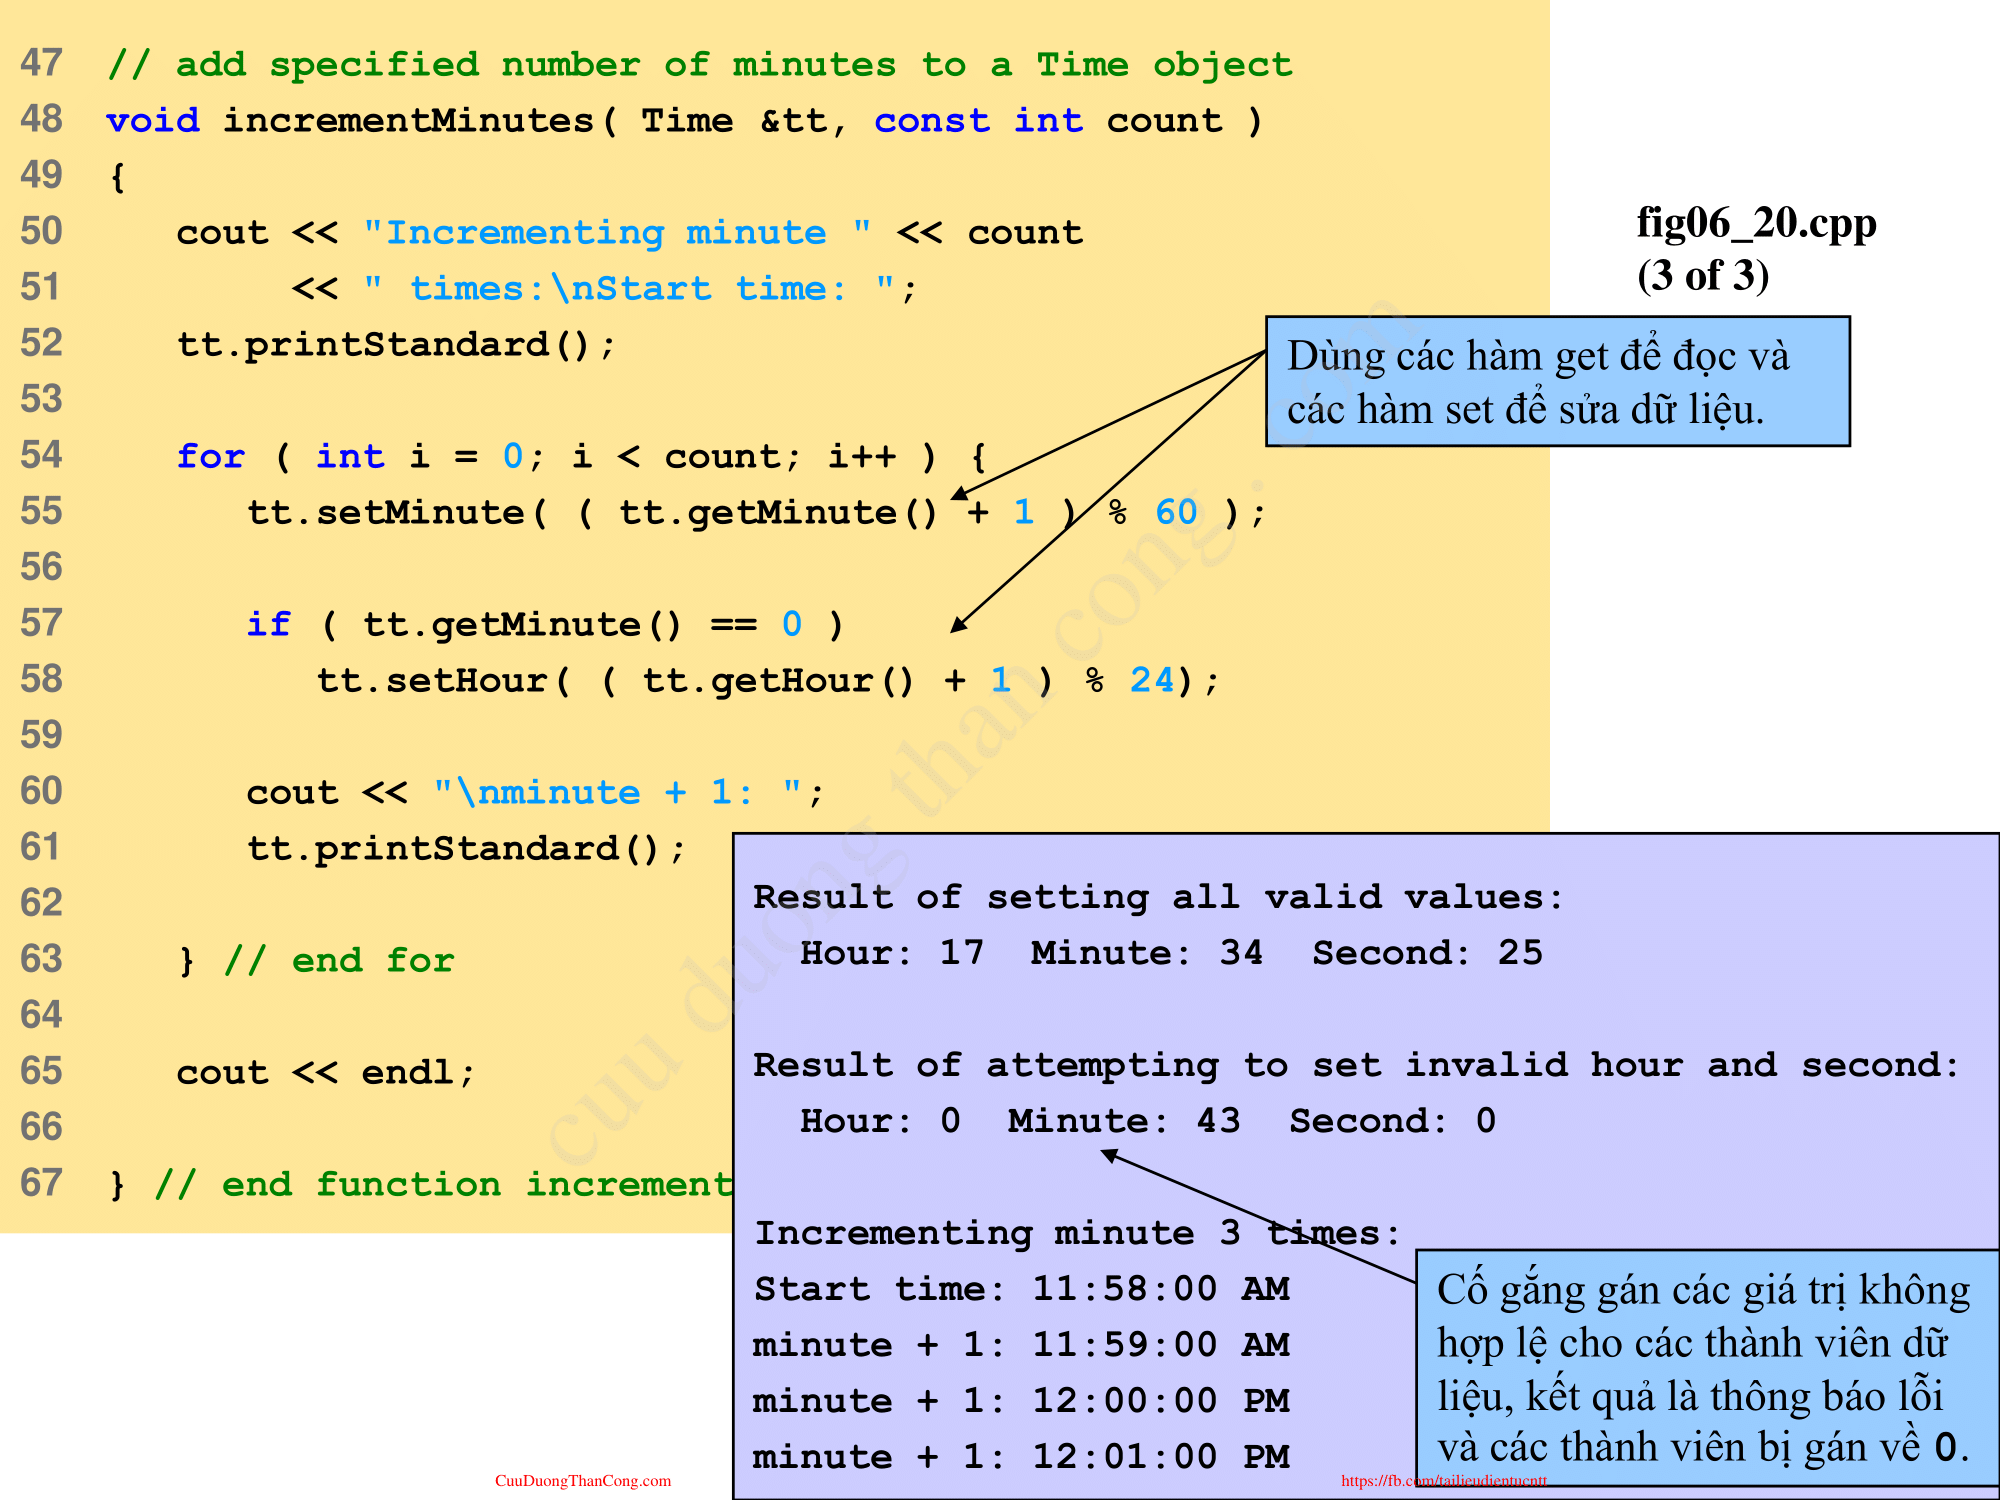 47 // add specified number of minutes to a Time object
48 void incrementMinutes( Time &tt, const int count )
49 {
50 cout << "Incrementing minute " << count
51 << " times:\nStart time: ";
52 tt.printStandard();
53
54 for ( int i = 0; i < count; i++ ) {
55 tt.setMinute( ( tt.getMinute() + 1 ) % 60 );
56
57 if ( tt.getMinute() == 0 )
58 tt.setHour( ( tt.getHour() + 1 ) % 24);
59
60 cout << "\nminute + 1: ";
61 tt.printStandard();
62
63 } // end for
64
65 cout << endl;
66
67 } // end function increment
fig06_20.cpp
(3 of 3)
Dùng các hàm get để đọc và
các hàm set để sửa dữ liệu.
Result of setting all valid values:
Hour: 17 Minute: 34 Second: 25
Result of attempting to set invalid hour and second:
Hour: 0 Minute: 43 Second: 0
Incrementing minute 3 times:
Start time: 11:58:00 AM
minute + 1: 11:59:00 AM
minute + 1: 12:00:00 PM
minute + 1: 12:01:00 PM
Cố gắng gán các giá trị không
hợp lệ cho các thành viên dữ
liệu, kết quả là thông báo lỗi
và các thành viên bị gán về 0.
cuu duong than cong . com
CuuDuongThanCong.com
https://fb.com/tailieudientucntt